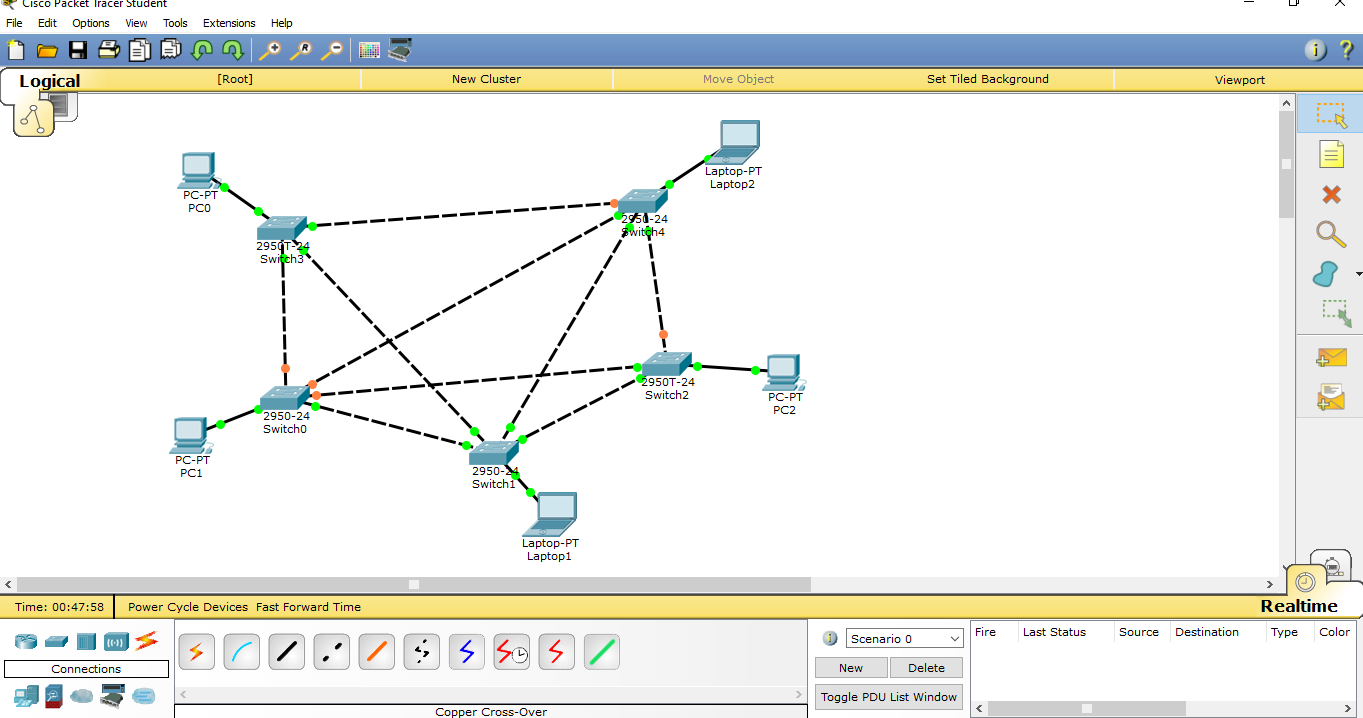 Cisco Packet Tracer Student
File Edit Options View Tools Extensions Help
Logical [Root] New Cluster Move Object Set Tiled Background Viewport
Laptop-PT
Laptop2
PC-PT
PC0
2950-24
Switch4
2950T-24
Switch3
2950T-24
Switch2
PC-PT
PC2
2950-24
Switch0
PC-PT
PC1
2950-24
Switch1
Laptop-PT
Laptop1
Time: 00:47:58 Power Cycle Devices Fast Forward Time Realtime
Scenario 0
Fire Last Status Source Destination Type Color
Connections
New Delete
Toggle PDU List Window
Copper Cross-Over